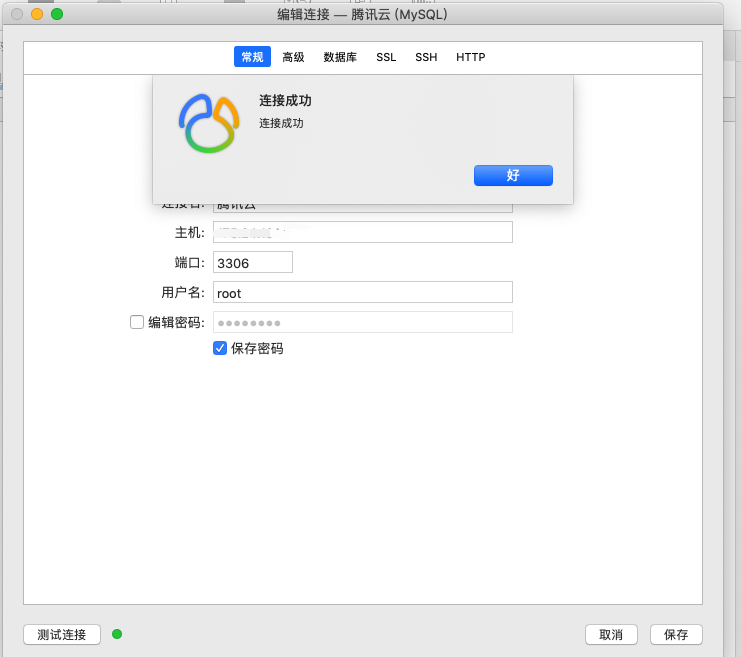 编辑连接 — 腾讯云 (MySQL)
常规 高级 数据库 SSL SSH HTTP
连接成功
连接成功
好
连接名: 腾讯云
主机:
端口: 3306
用户名: root
编辑密码: ●●●●●●●●
保存密码
测试连接 取消 保存